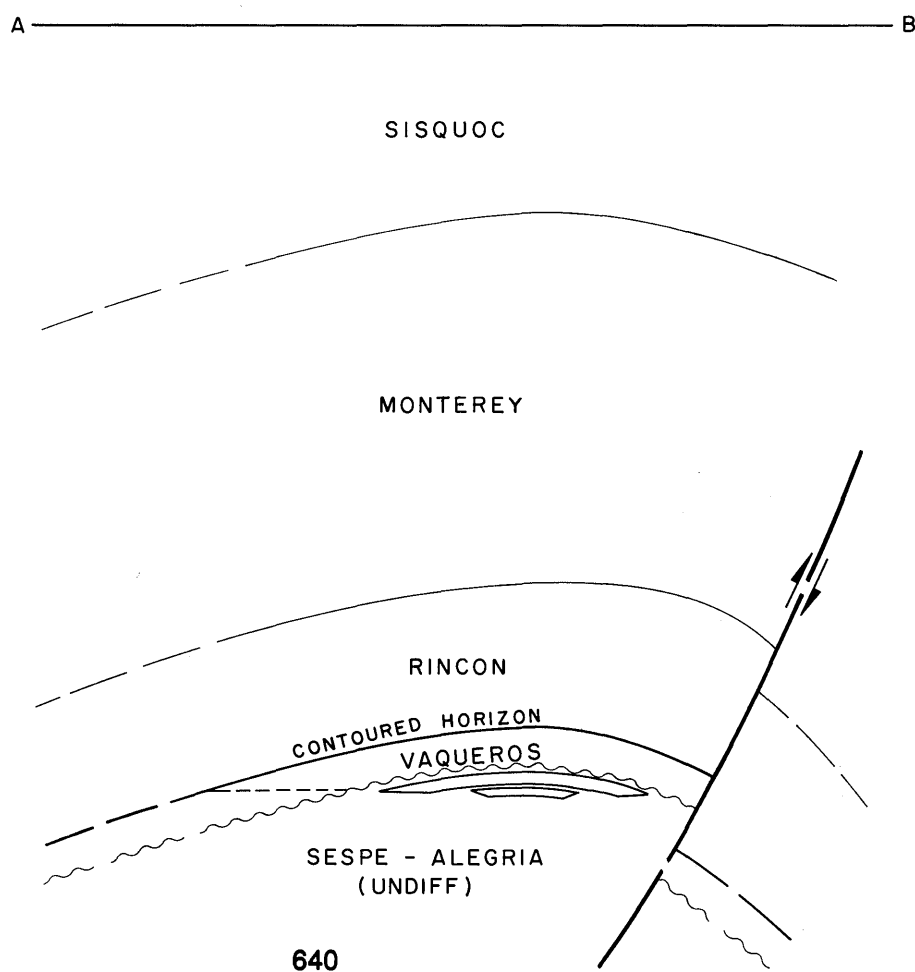 A B
SISQUOC
MONTEREY
RINCON
CONTOURED HORIZON
VAQUEROS
SESPE - ALEGRIA
(UNDIFF)
640